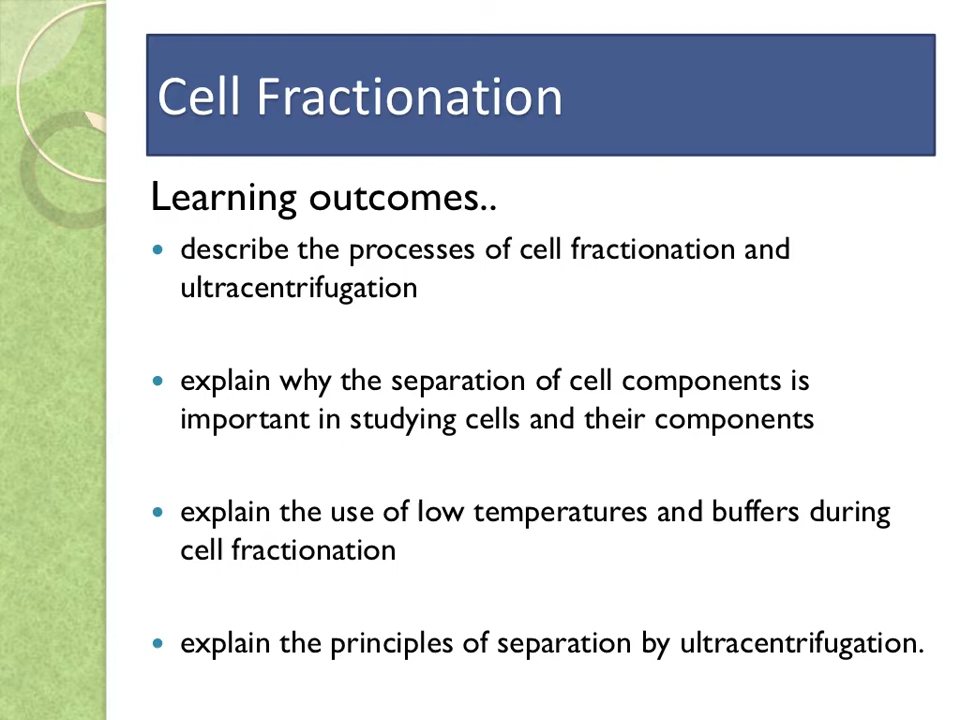 Cell Fractionation
Learning outcomes..
• describe the processes of cell fractionation and
ultracentrifugation
• explain why the separation of cell components is
important in studying cells and their components
• explain the use of low temperatures and buffers during
cell fractionation
• explain the principles of separation by ultracentrifugation.